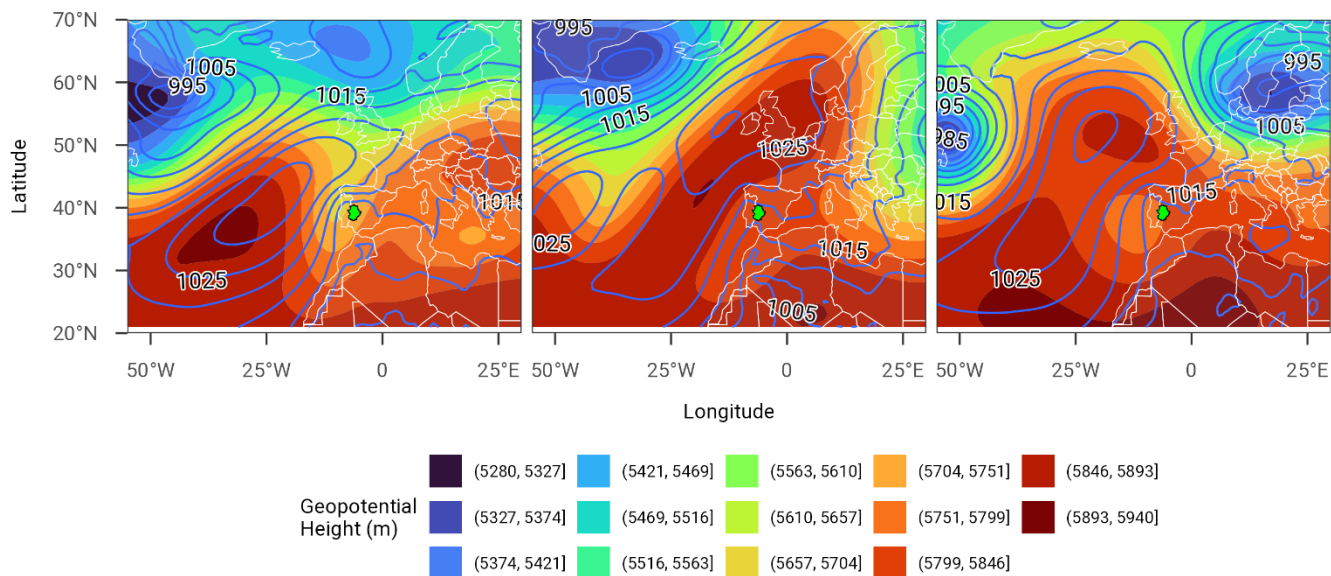 70°N
60°N
50°N
40°N
30°N
20°N
Latitude
1005
995
1015
1015
1025
995
1005
1015
1025
025
1015
1005
005
995
985
015
995
1005
1015
1025
50°W 25°W 0 25°E 50°W 25°W 0 25°E 50°W 25°W 0 25°E
Longitude
Geopotential
Height (m)
(5280, 5327] (5421, 5469] (5563, 5610] (5704, 5751] (5846, 5893]
(5327, 5374] (5469, 5516] (5610, 5657] (5751, 5799] (5893, 5940]
(5374, 5421] (5516, 5563] (5657, 5704] (5799, 5846]